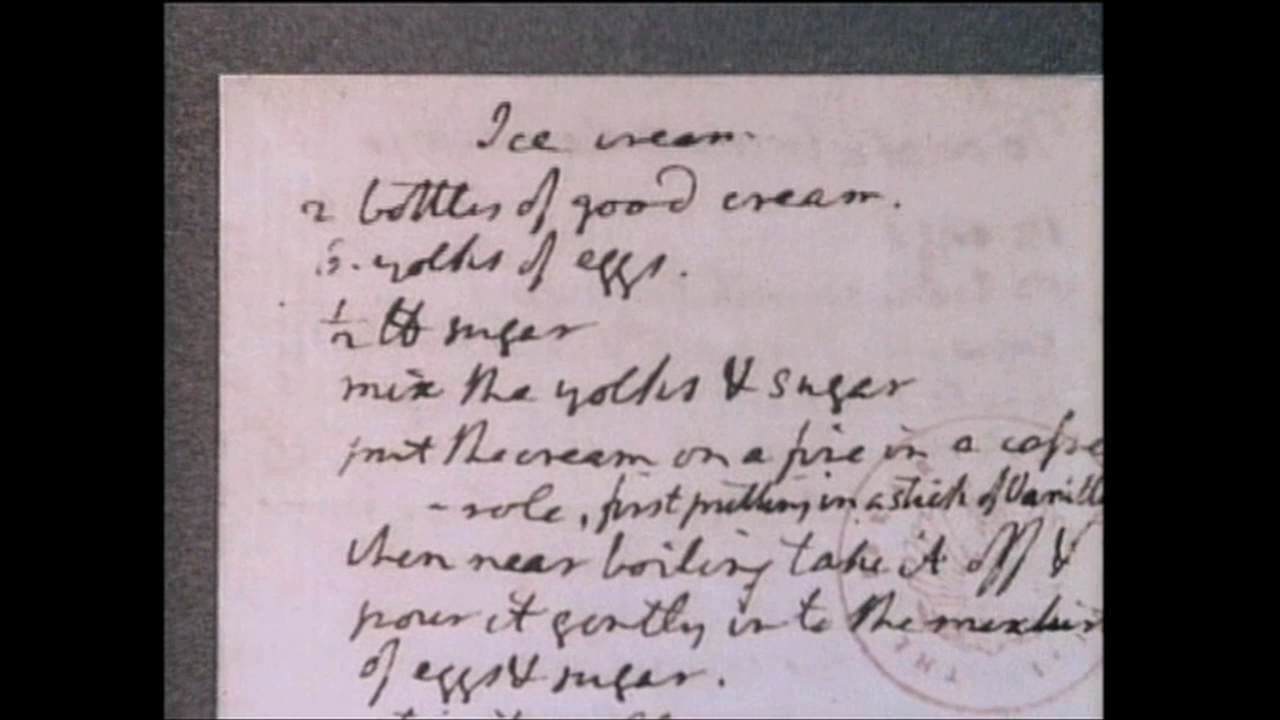 Ice cream.
2 bottles of good cream.
6. yolks of eggs.
1/2 lb sugar
mix the yolks & sugar
put the cream on a fire in a casse
- role, first putting in a stick of Vanilla
when near boiling take it off &
pour it gently into the mixture
of eggs & sugar.